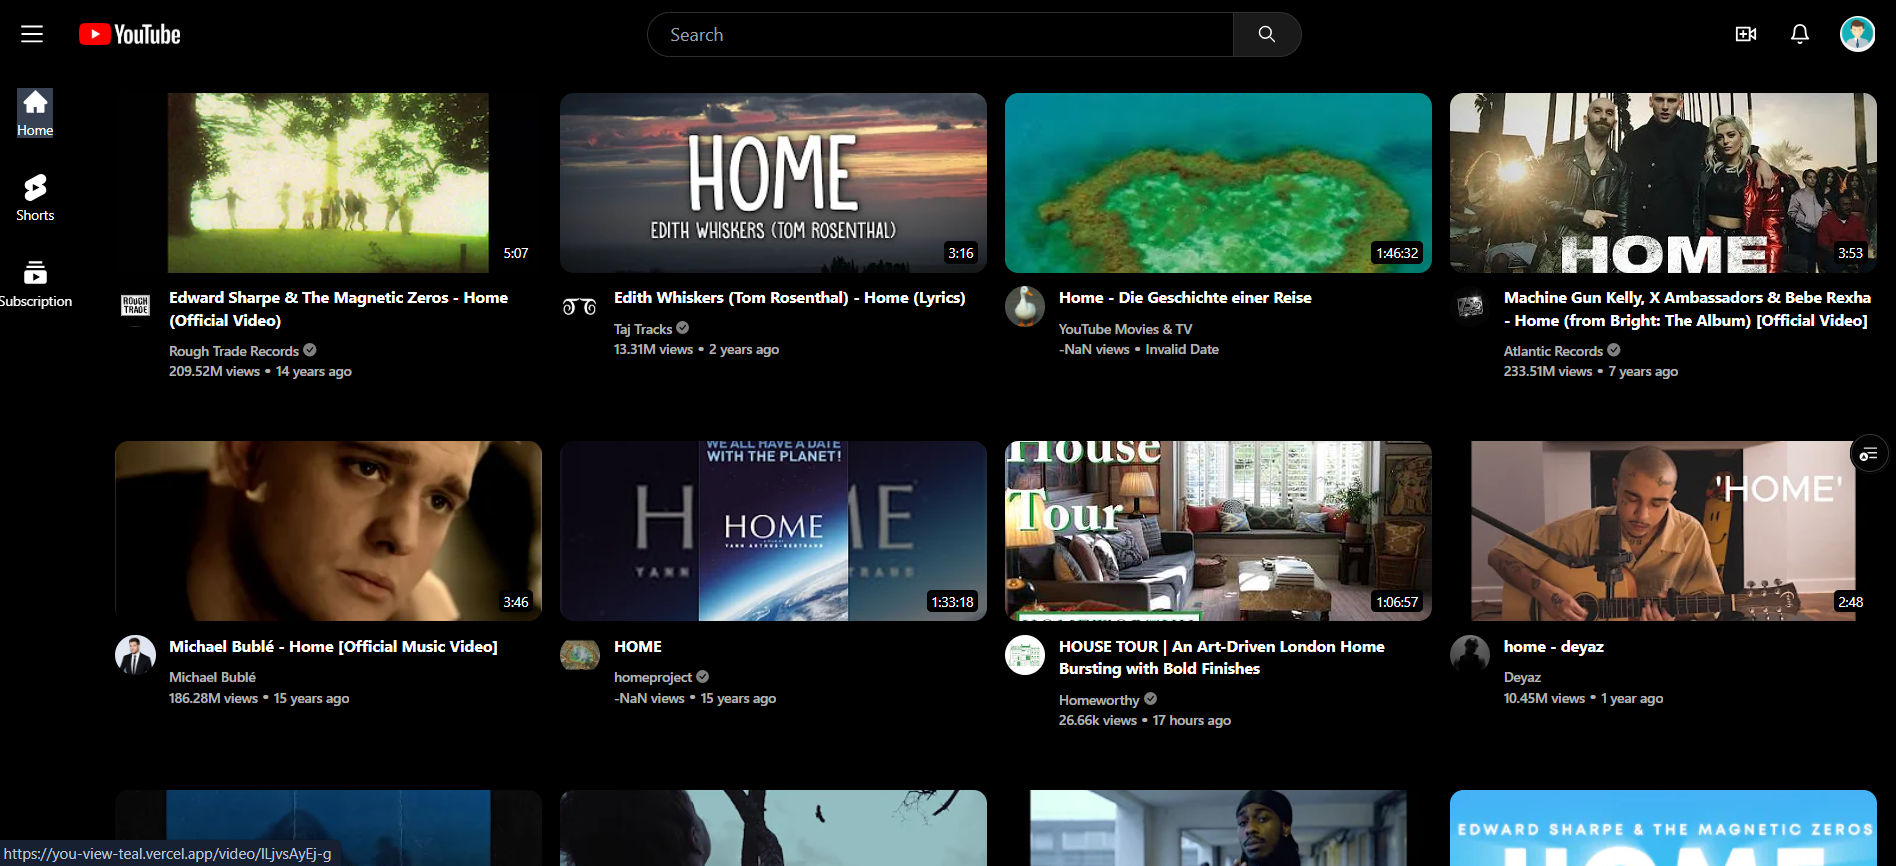 YouTube
Search
Home
Shorts
Subscription
5:07
ROUGH
TRADE
Edward Sharpe & The Magnetic Zeros - Home
(Official Video)
Rough Trade Records
209.52M views • 14 years ago
HOME
EDITH WHISKERS (TOM ROSENTHAL)
3:16
Edith Whiskers (Tom Rosenthal) - Home (Lyrics)
Taj Tracks
13.31M views • 2 years ago
1:46:32
Home - Die Geschichte einer Reise
YouTube Movies & TV
-NaN views • Invalid Date
HOME
3:53
Machine Gun Kelly, X Ambassadors & Bebe Rexha
- Home (from Bright: The Album) [Official Video]
Atlantic Records
233.51M views • 7 years ago
3:46
Michael Bublé - Home [Official Music Video]
Michael Bublé
186.28M views • 15 years ago
WE ALL HAVE A DATE
WITH THE PLANET!
HOME
YANN ARTHUS-BERTRAND
1:33:18
HOME
homeproject
-NaN views • 15 years ago
House
Tour
1:06:57
HOUSE TOUR | An Art-Driven London Home
Bursting with Bold Finishes
Homeworthy
26.66k views • 17 hours ago
'HOME'
2:48
home - deyaz
Deyaz
10.45M views • 1 year ago
EDWARD SHARPE & THE MAGNETIC ZEROS
HOME
https://you-view-teal.vercel.app/video/lLjvsAyEj-g